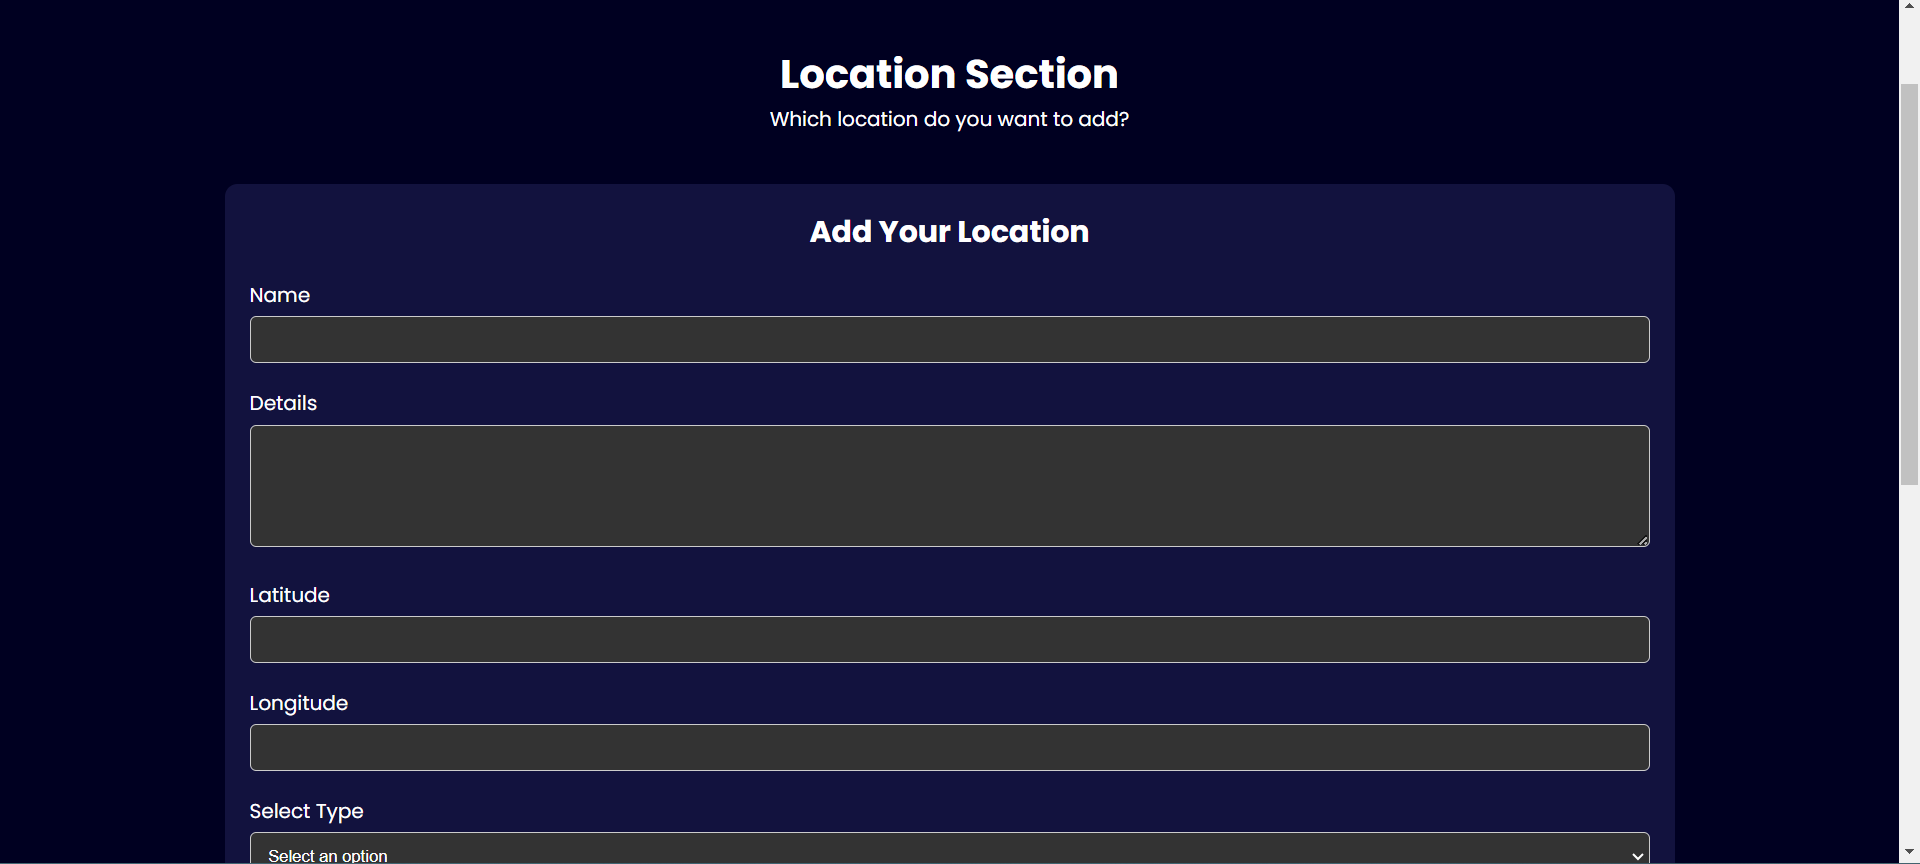 Location Section
Which location do you want to add?
Add Your Location
Name
Details
Latitude
Longitude
Select Type
Select an option